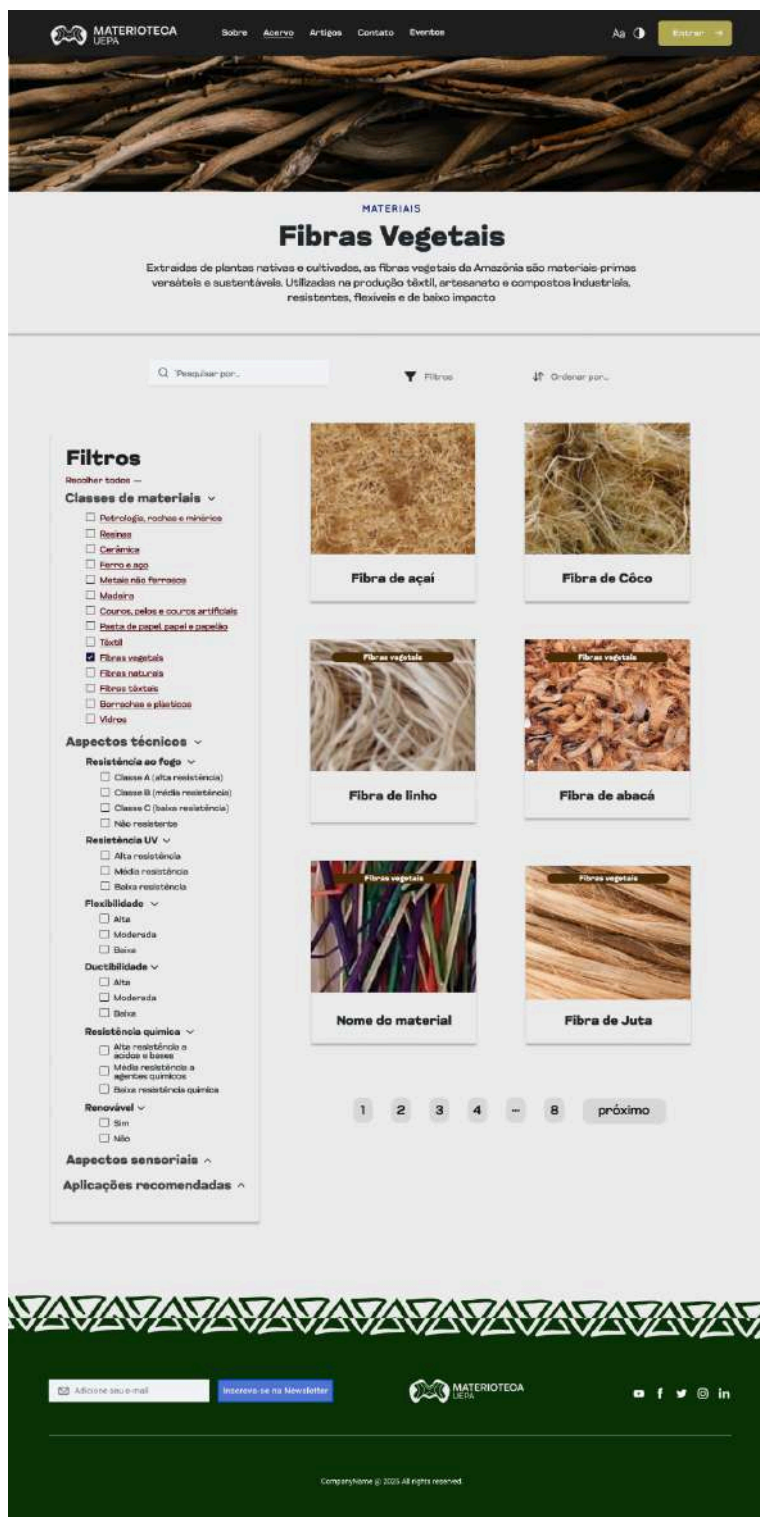 MATERIOTECA
UEPA
Sobre Acervo Artigos Contato Eventos
Aa
Entrar →
MATERIAIS
Fibras Vegetais
Extraídas de plantas nativas e cultivadas, as fibras vegetais da Amazônia são materiais-primas
versáteis e sustentáveis. Utilizadas na produção têxtil, artesanato e compostos industriais,
resistentes, flexíveis e de baixo impacto
Pesquisar por...
Filtros
Ordenar por...
Filtros
Recolher todos —
Classes de materiais
Petrologia, rochas e minérios
Resinas
Cerâmica
Ferro e aço
Metais não ferrosos
Madeira
Couros, pelos e couros artificiais
Pasta de papel, papel e papelão
Têxtil
Fibras vegetais
Fibras naturais
Fibras têxteis
Borrachas e plásticos
Vidros
Aspectos técnicos
Resistência ao fogo
Classe A (alta resistência)
Classe B (média resistência)
Classe C (baixa resistência)
Não resistente
Resistência UV
Alta resistência
Média resistência
Baixa resistência
Flexibilidade
Alta
Moderada
Baixa
Ductibilidade
Alta
Moderada
Baixa
Resistência química
Alta resistência a
ácidos e bases
Média resistência a
agentes químicos
Baixa resistência química
Renovável
Sim
Não
Aspectos sensoriais
Aplicações recomendadas
Fibra de açaí
Fibra de Côco
Fibras vegetais
Fibra de linho
Fibras vegetais
Fibra de abacá
Fibras vegetais
Nome do material
Fibras vegetais
Fibra de Juta
1 2 3 4 ... 8 próximo
Adicione seu e-mail
Inscreva-se na Newsletter
MATERIOTECA
UEPA
CompanyName @ 2025 All rights reserved.